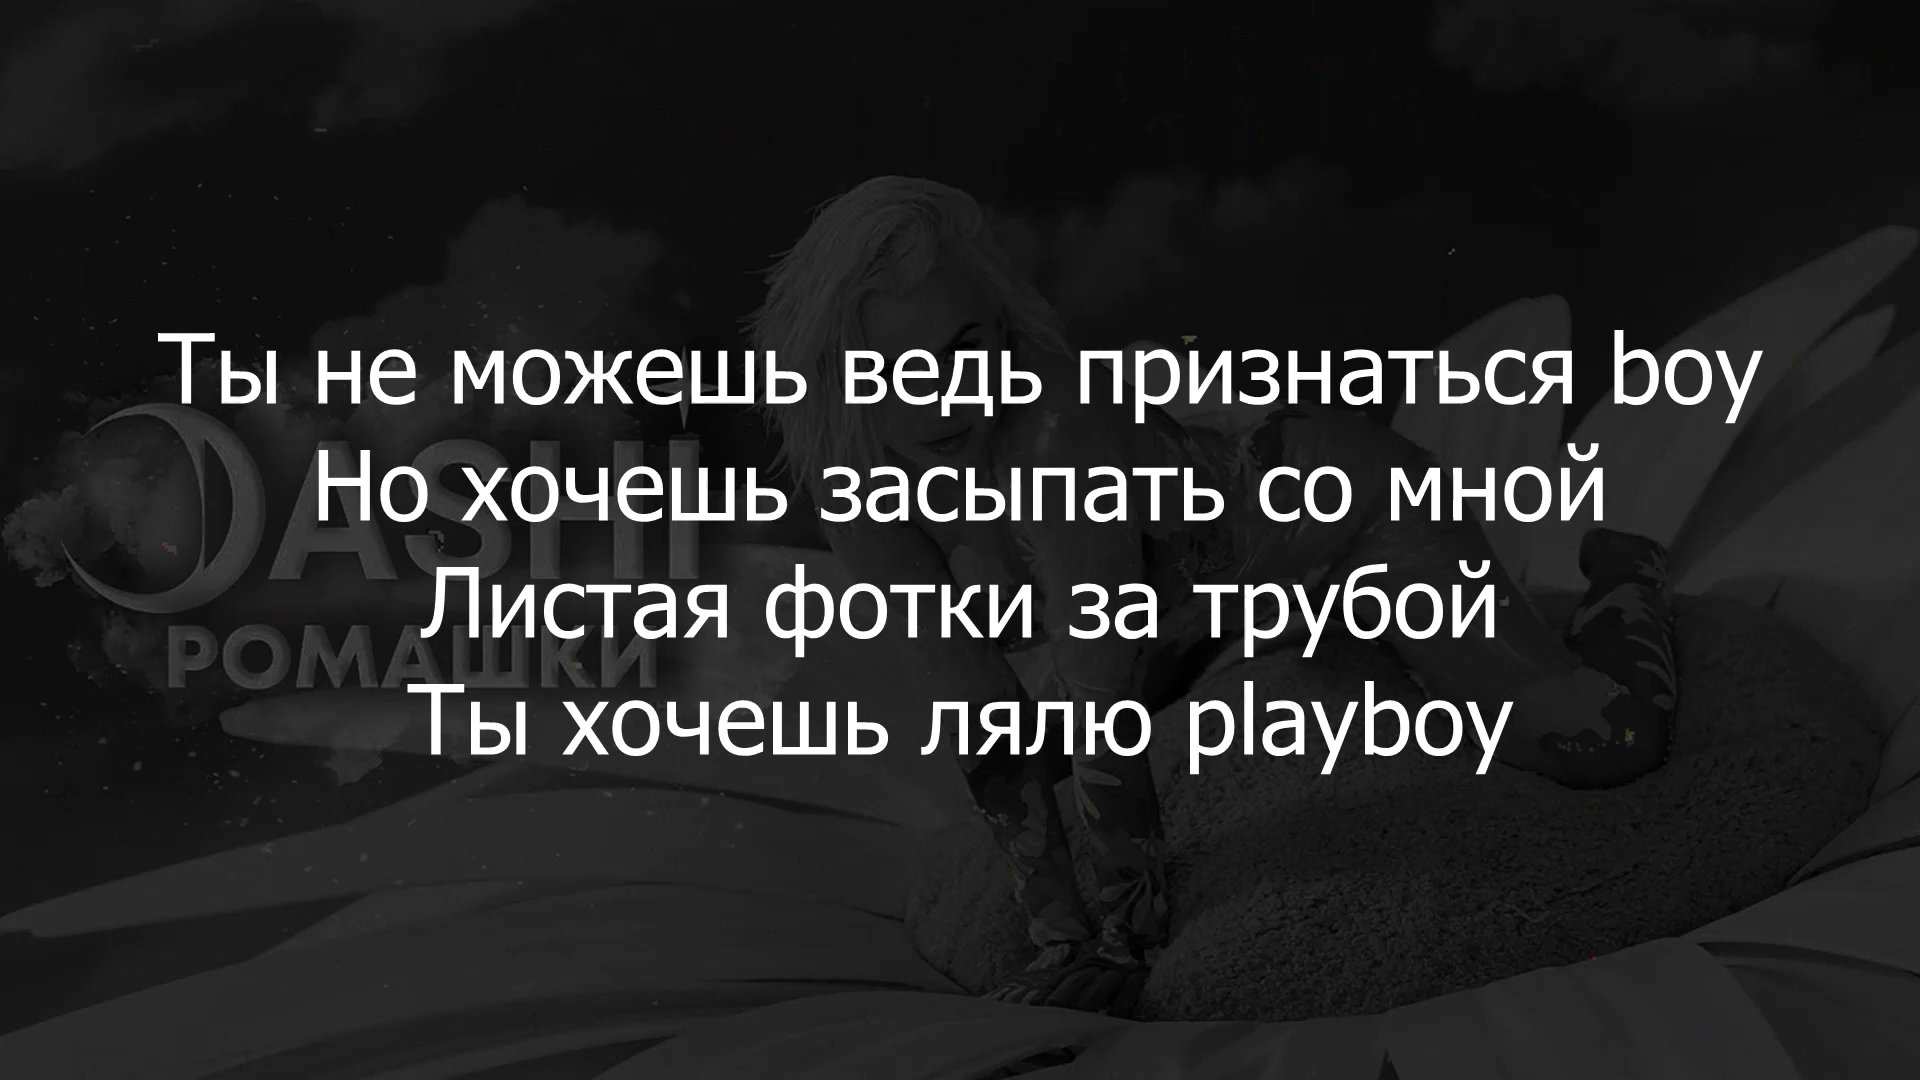 Ты не можешь ведь признаться boy
Но хочешь засыпать со мной
Листая фотки за трубой
Ты хочешь лялю playboy
DASHI
РОМАШКИ